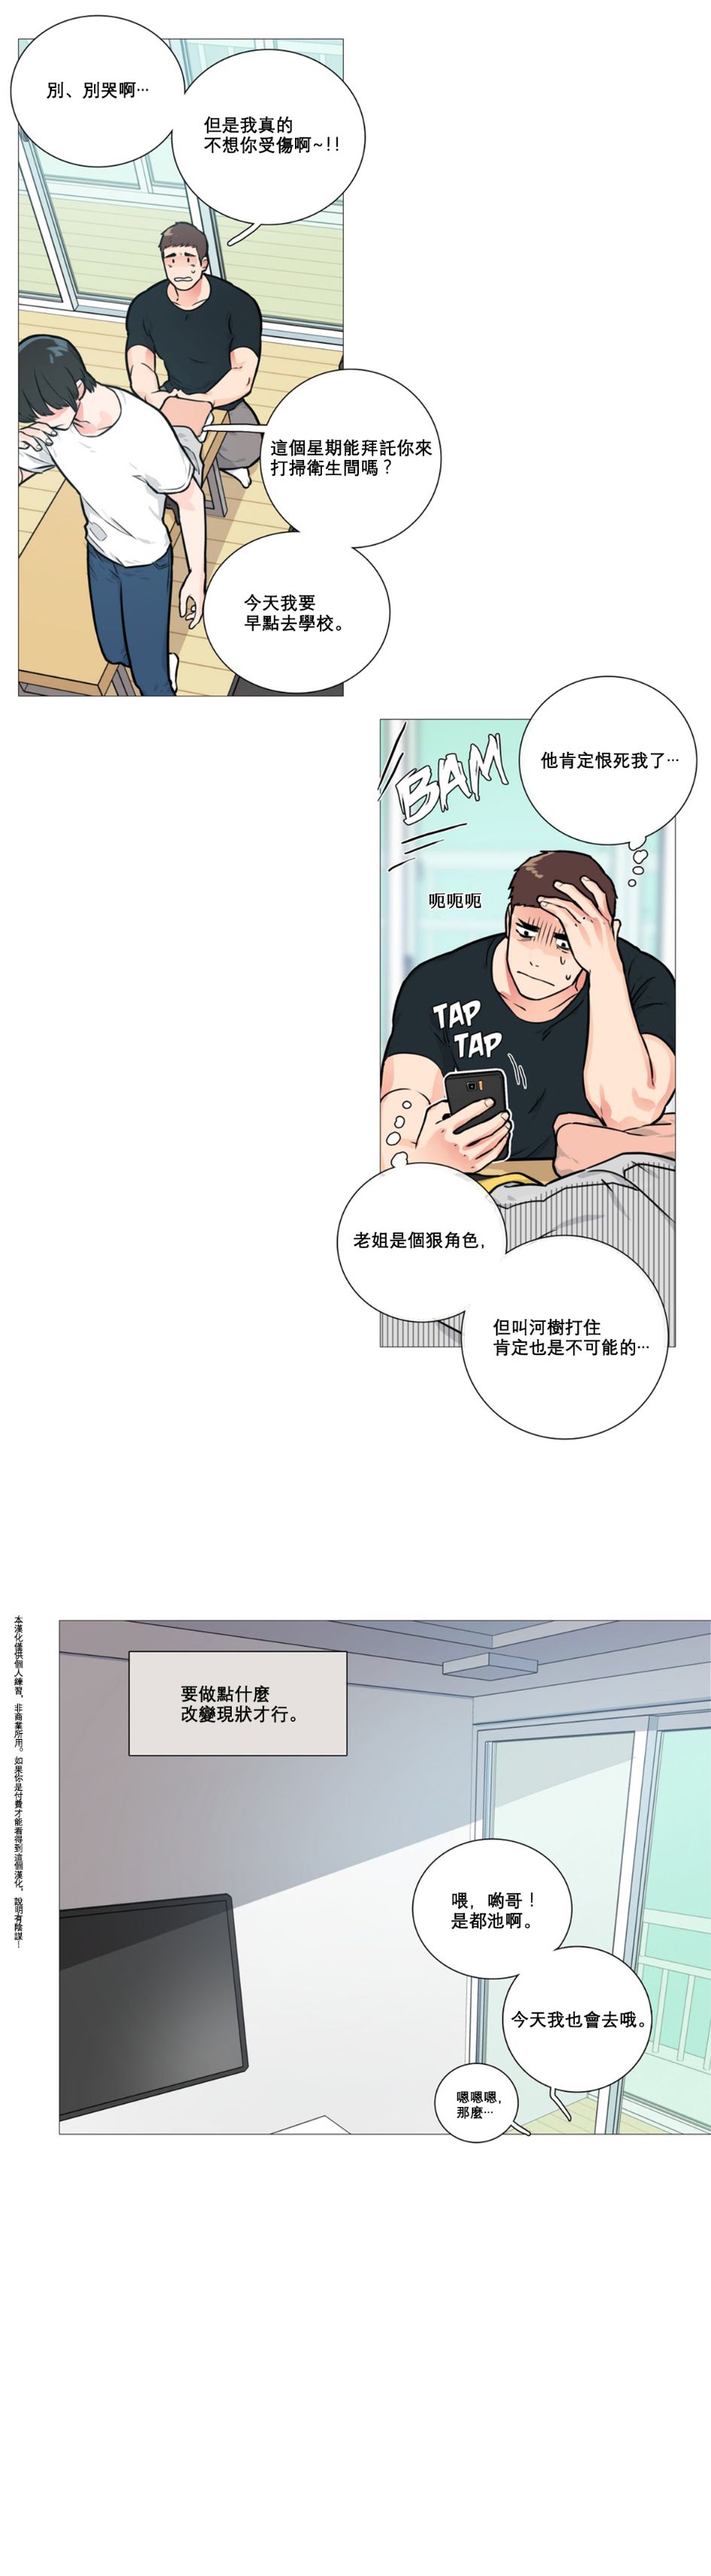 別、別哭啊…
但是我真的
不想你受傷啊~!!
這個星期能拜託你來
打掃衛生間嗎？
今天我要
早點去學校。
他肯定恨死我了…
BAM
呃呃呃
TAP
TAP
老姐是個狠角色,
但叫河樹打住
肯定也是不可能的…
本漢化僅供個人練習，非商業所用。如果你是付費才能看得到這個漢化，說明有陰謀！
要做點什麼
改變現狀才行。
喂, 喲哥！
是都池啊。
今天我也會去哦。
嗯嗯嗯,
那麼…